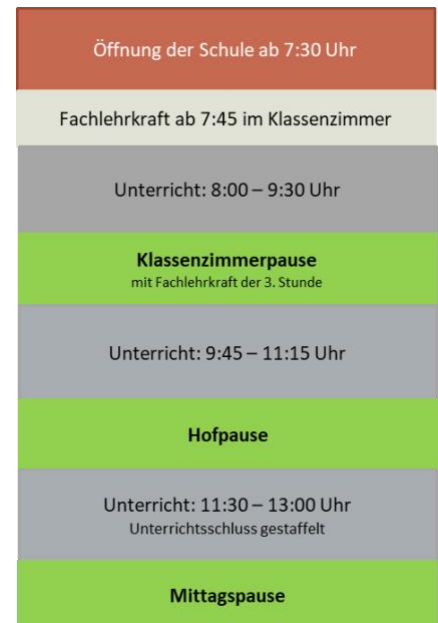 Öffnung der Schule ab 7:30 Uhr
Fachlehrkraft ab 7:45 im Klassenzimmer
Unterricht: 8:00 – 9:30 Uhr
Klassenzimmerpause
mit Fachlehrkraft der 3. Stunde
Unterricht: 9:45 – 11:15 Uhr
Hofpause
Unterricht: 11:30 – 13:00 Uhr
Unterrichtsschluss gestaffelt
Mittagspause